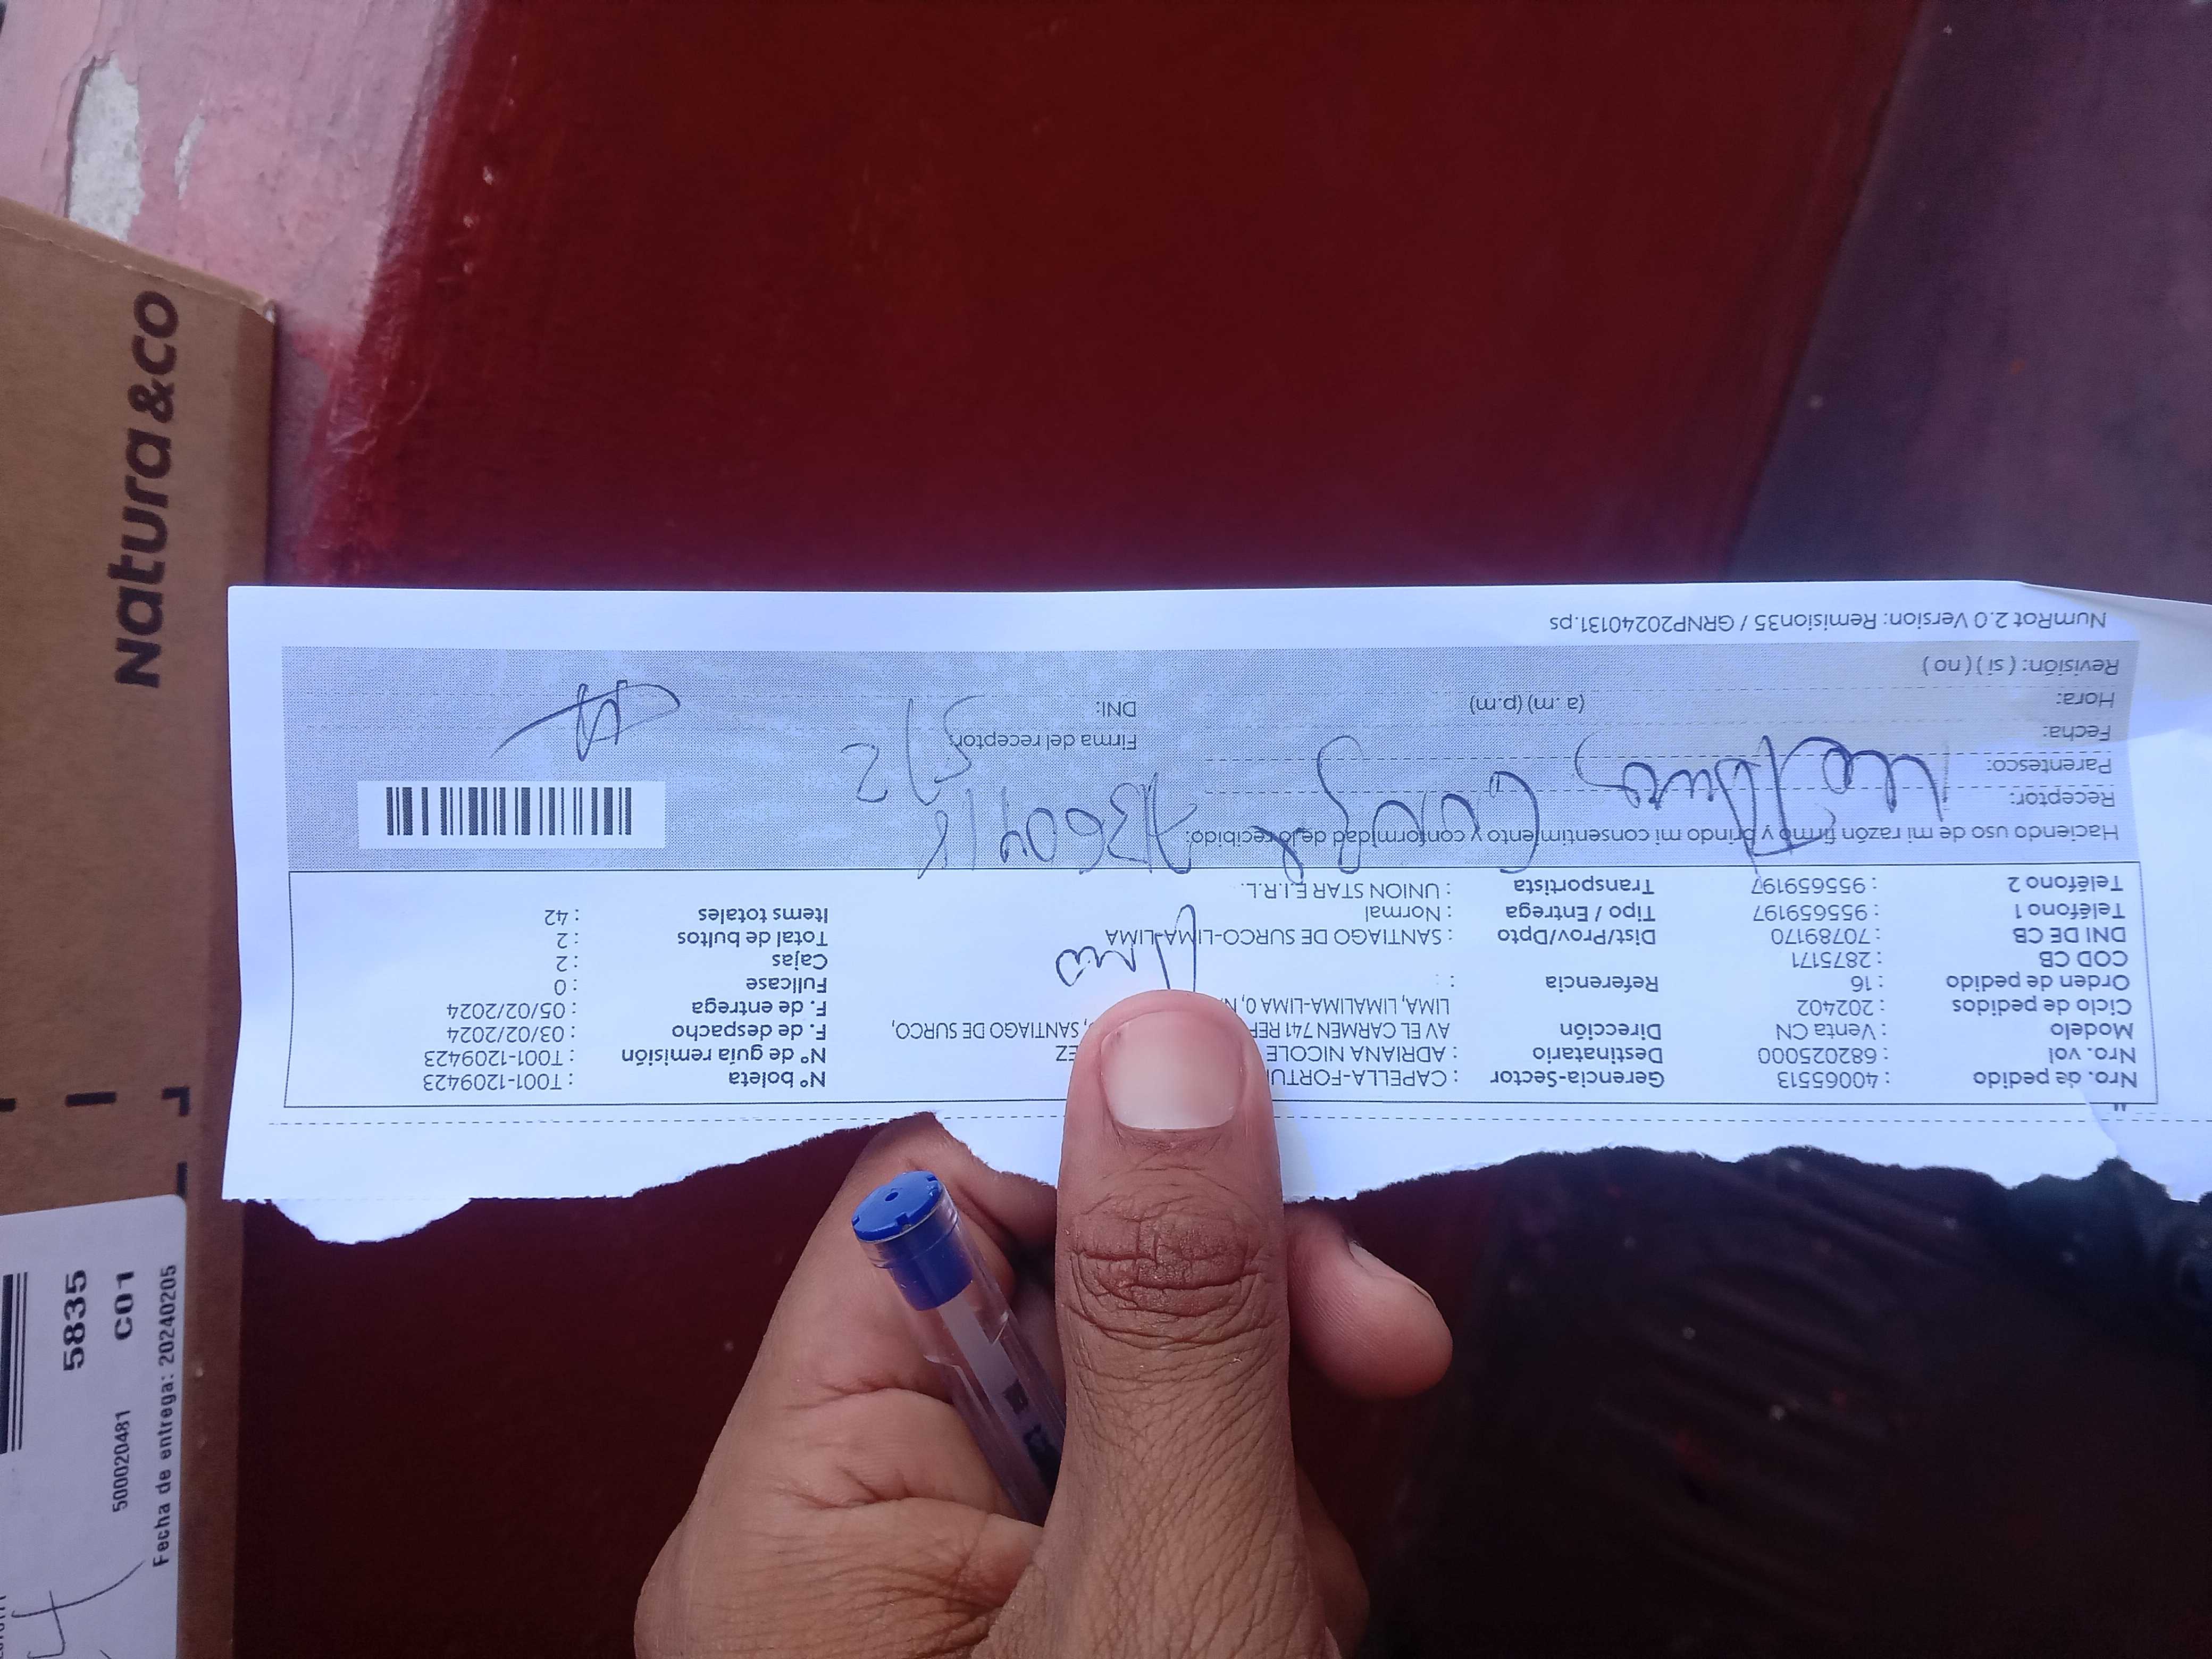 Natura &co
5835
C01
500020481
Fecha de entrega: 20240205
Nro. de pedido : 40065513 Gerencia-Sector : CAPELLA-FORTU Nº boleta : T001-1209423
Nro. vol : 682025000 Destinatario : ADRIANA NICOLE EZ Nº de guía remisión : T001-1209423
Modelo : Venta CN Dirección AV EL CARMEN 741 REF , SANTIAGO DE SURCO, F. de despacho : 03/02/2024
Ciclo de pedidos : 202402 LIMA, LIMALIMA-LIMA 0, F. de entrega : 05/02/2024
Orden de pedido : 16 Referencia : Fullcase : 0
COD CB : 2875171 Cajas : 2
DNI DE CB : 70789170 Dist/Prov/Dpto : SANTIAGO DE SURCO-LIMA-LIMA Total de bultos : 2
Teléfono 1 : 955659197 Tipo / Entrega : Normal Items totales : 42
Teléfono 2 : 955659197 Transportista : UNION STAR E.I.R.L.
Haciendo uso de mi razón firmo y brindo mi consentimiento y conformidad de lo recibido:
Receptor:
Parentesco:
Fecha: Firma del receptor:
5/2
Hora: (a .m) (p.m) DNI:
Revisión: ( si ) ( no )
NumRot 2.0 Version: Remision35 / GRNP20240131.ps